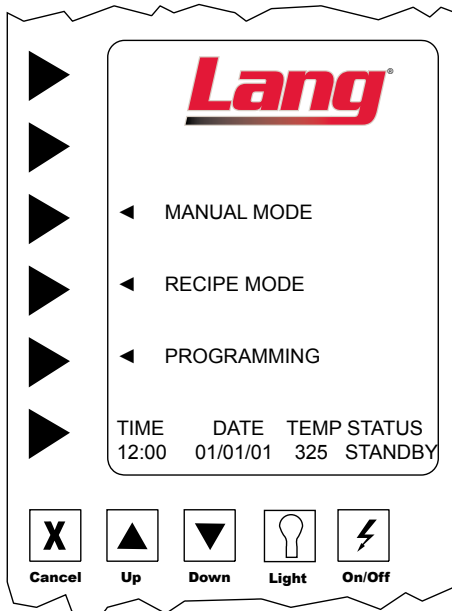 Lang®
MANUAL MODE
RECIPE MODE
PROGRAMMING
TIME DATE TEMP STATUS
12:00 01/01/01 325 STANDBY
X
Cancel Up Down Light On/Off